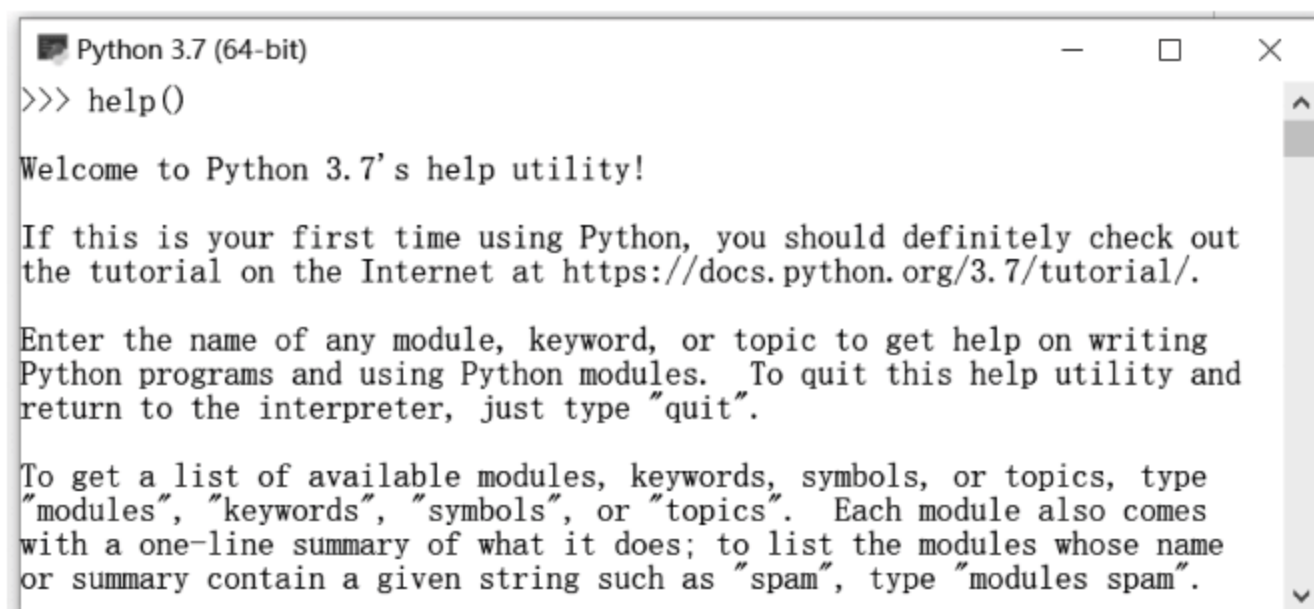 Python 3.7 (64-bit)
>>> help()
Welcome to Python 3.7's help utility!
If this is your first time using Python, you should definitely check out
the tutorial on the Internet at https://docs.python.org/3.7/tutorial/.
Enter the name of any module, keyword, or topic to get help on writing
Python programs and using Python modules.  To quit this help utility and
return to the interpreter, just type "quit".
To get a list of available modules, keywords, symbols, or topics, type
"modules", "keywords", "symbols", or "topics".  Each module also comes
with a one-line summary of what it does; to list the modules whose name
or summary contain a given string such as "spam", type "modules spam".